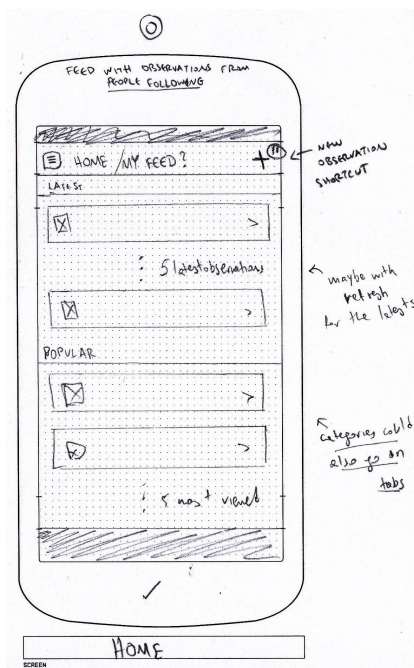 FEED WITH OBSERVATIONS FROM
PEOPLE FOLLOWING
HOME / MY FEED?
NEW
OBSERVATION
SHORTCUT
LATEST
5 latest observations
maybe with
refresh
for the latests
POPULAR
categories could
also go on
tabs
5 most viewed
HOME
SCREEN